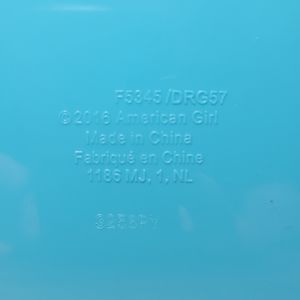 F5345/DRG57
©2016 American Girl
Made in China
Fabriqué en Chine
1186 MJ, 1, NL